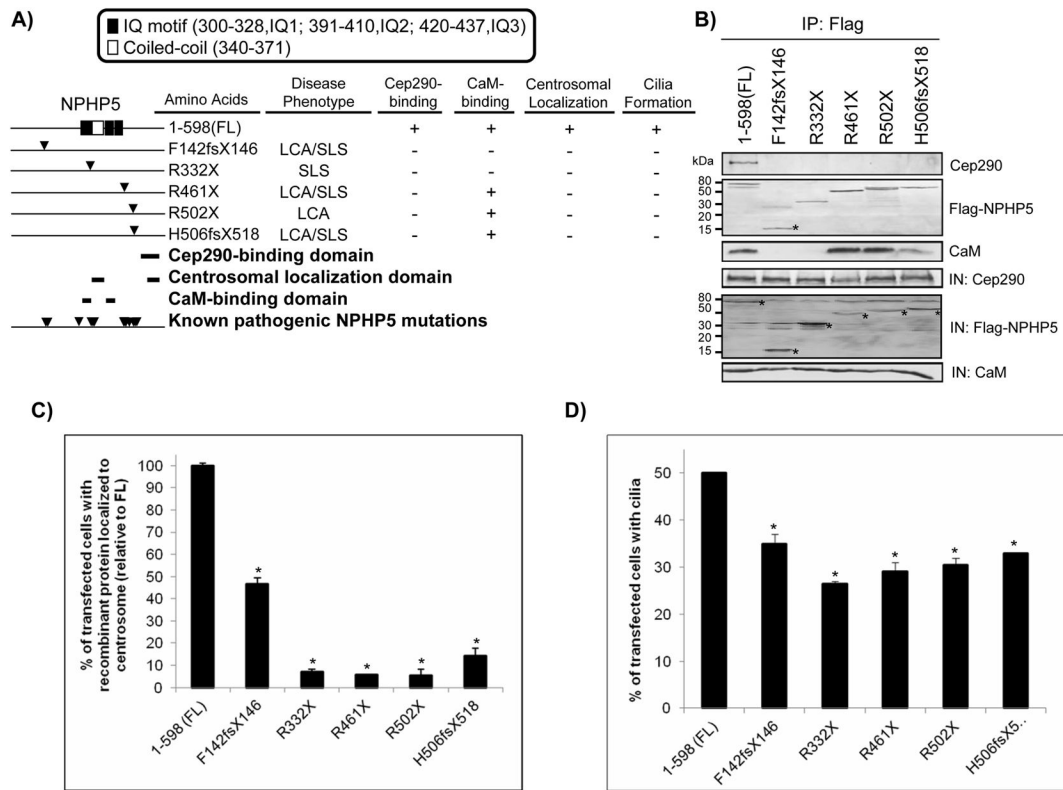 A)
IQ motif (300-328,IQ1; 391-410,IQ2; 420-437,IQ3)
Coiled-coil (340-371)
NPHP5
Amino Acids
Disease Phenotype
Cep290-binding
CaM-binding
Centrosomal Localization
Cilia Formation
1-598(FL) + + + +
F142fsX146 LCA/SLS - - - -
R332X SLS - - - -
R461X LCA/SLS - + - -
R502X LCA - + - -
H506fsX518 LCA/SLS - + - -
Cep290-binding domain
Centrosomal localization domain
CaM-binding domain
Known pathogenic NPHP5 mutations
B)
IP: Flag
1-598(FL)
F142fsX146
R332X
R461X
R502X
H506fsX518
kDa
Cep290
80
50
30
20
15
*
Flag-NPHP5
CaM
IN: Cep290
80
50
30
15
* * * * * *
IN: Flag-NPHP5
IN: CaM
C)
% of transfected cells with
recombinant protein localized to
centrosome (relative to FL)
100
90
80
70
60
50
40
30
20
10
0
* * * * *
1-598 (FL)
F142fsX146
R332X
R461X
R502X
H506fsX518
D)
% of transfected cells with cilia
50
40
30
20
10
0
* * * * *
1-598 (FL)
F142fsX146
R332X
R461X
R502X
H506fsX5..